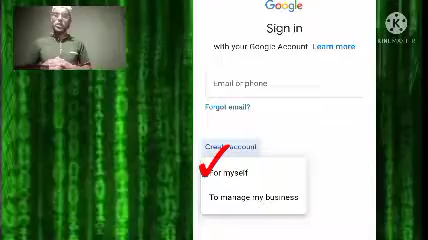 Google
Sign in
with your Google Account. Learn more
Email or phone
Forgot email?
Create account
For myself
To manage my business
KINEMASTER